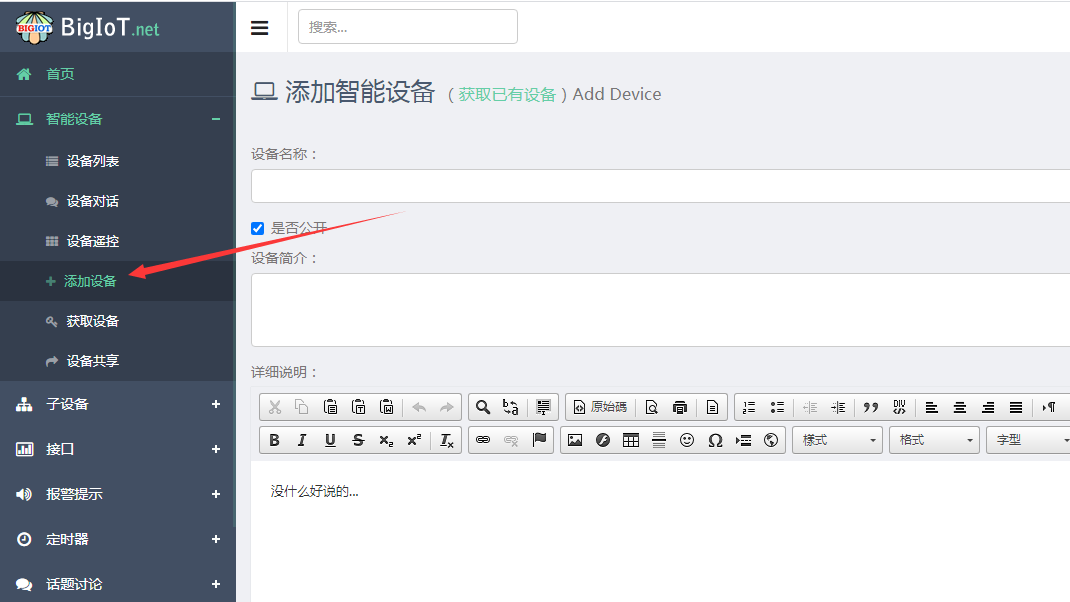 BIGIOT BigIoT.net
搜索...
首页
智能设备
设备列表
设备对话
设备遥控
添加设备
获取设备
设备共享
子设备
接口
报警提示
定时器
话题讨论
添加智能设备 ( 获取已有设备 ) Add Device
设备名称：
是否公开
设备简介：
详细说明：
原始碼
B I U S x₂ x² Tx
樣式 格式 字型
没什么好说的...